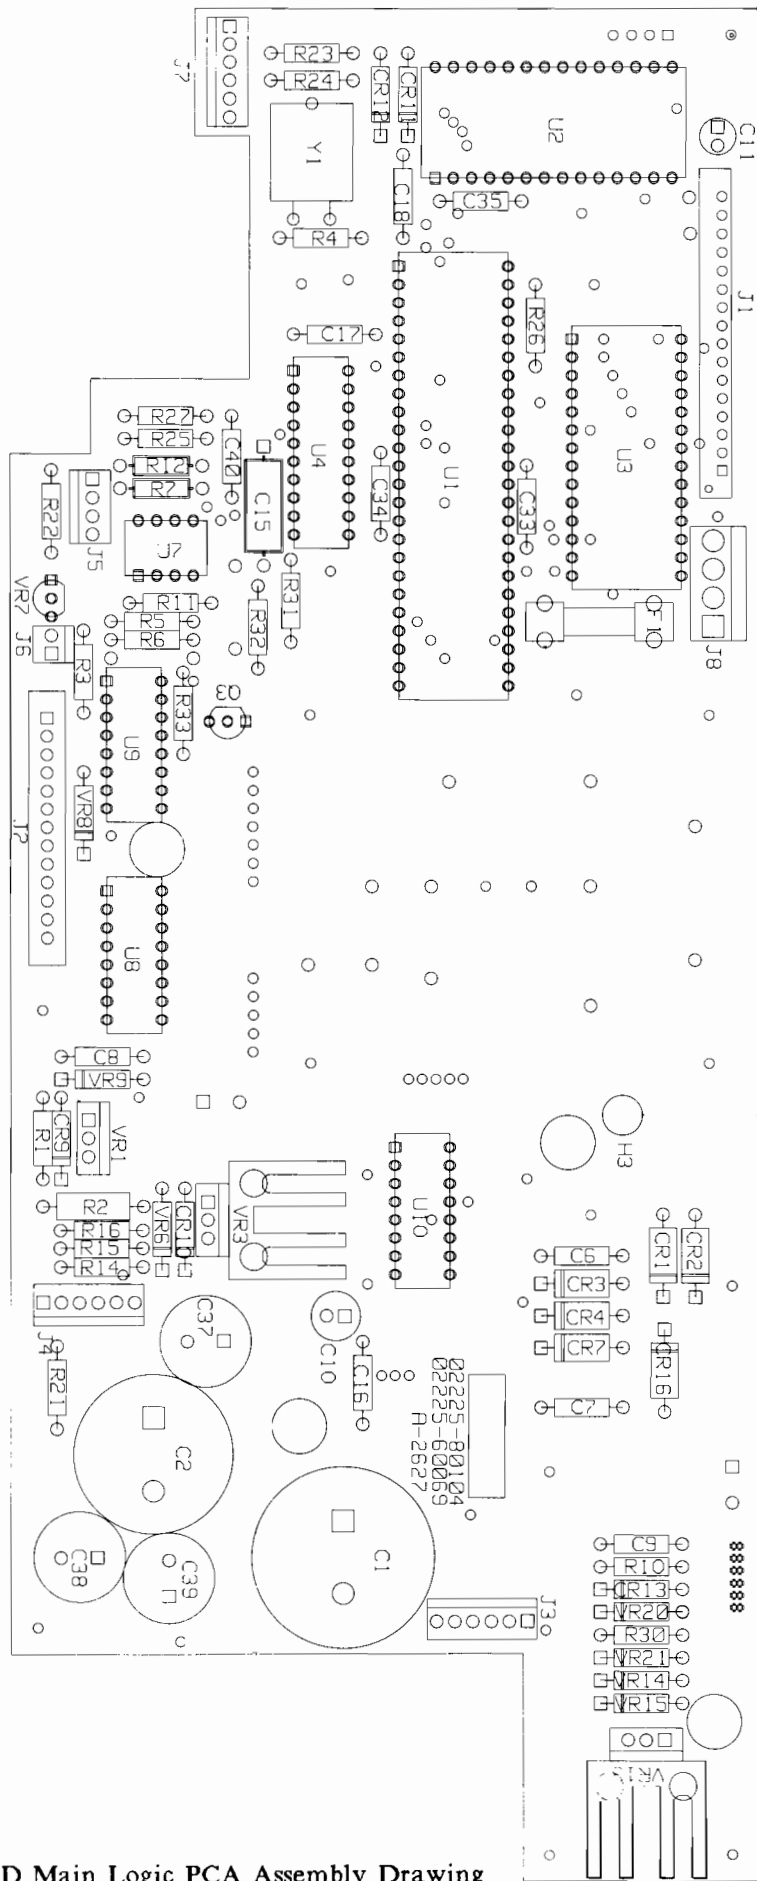 J7
R23
R24
CR12
CR11
U2
C11
Y1
C18
C35
R4
J1
R26
C17
U4
U1
U3
R27
R25
R12
R7
C40
C15
C34
C33
R22
J5
U7
VR7
R11
R31
R32
F1
J8
R5
R6
J6
R3
R33
Q3
U9
J2
VR8
U8
C8
VR9
R1
CR9
VR1
H3
U10
R2
R16
R15
R14
VR6
CR10
VR3
C6
CR1
CR2
CR3
CR4
CR7
CR16
J4
C37
C10
R21
C16
C7
02225-80104
02225-60069
A-2627
C2
C1
C38
C39
J3
C9
R10
CR13
VR20
R30
VR21
VR14
VR15
D Main Logic PCA Assembly Drawing